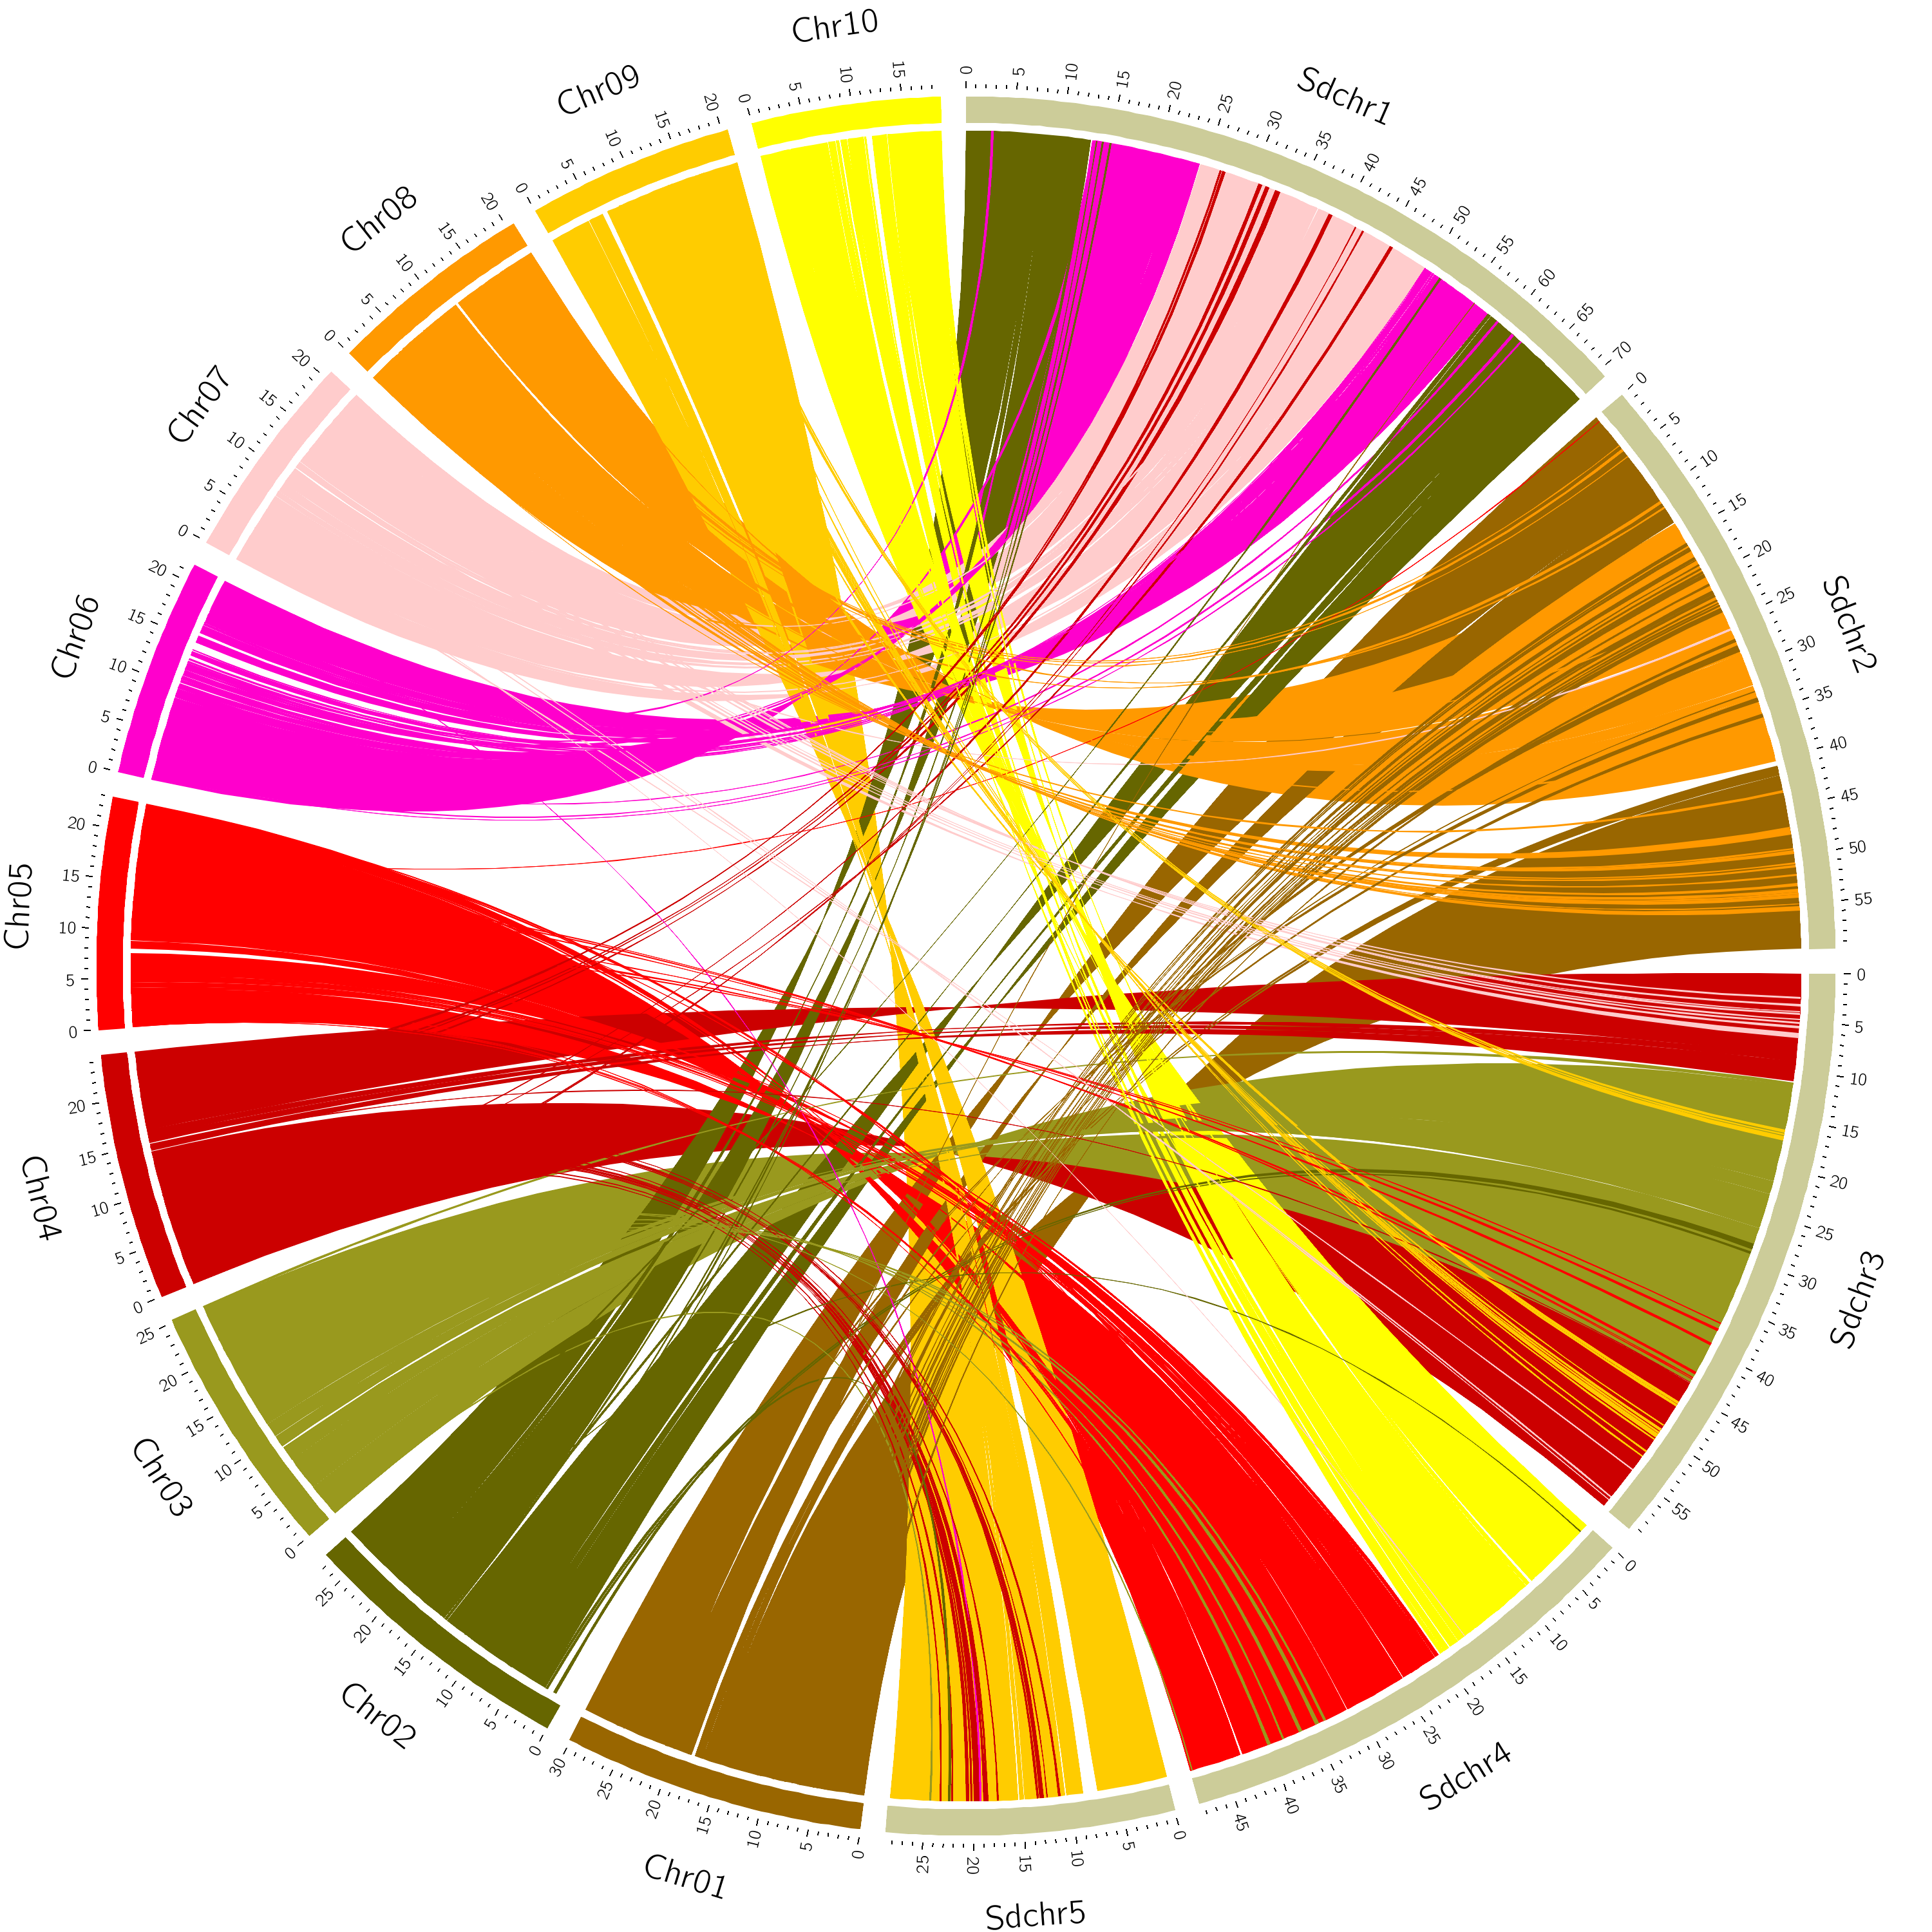 Chr10
0 5 10 15
Sdchr1
0 5 10 15 20 25 30 35 40 45 50 55 60 65 70
Sdchr2
0 5 10 15 20 25 30 35 40 45 50 55
Sdchr3
0 5 10 15 20 25 30 35 40 45 50 55
Sdchr4
0 5 10 15 20 25 30 35 40 45
Sdchr5
0 5 10 15 20 25
Chr01
0 5 10 15 20 25 30
Chr02
0 5 10 15 20 25
Chr03
0 5 10 15 20 25
Chr04
0 5 10 15 20
Chr05
0 5 10 15 20
Chr06
0 5 10 15 20
Chr07
0 5 10 15 20
Chr08
0 5 10 15 20
Chr09
0 5 10 15 20